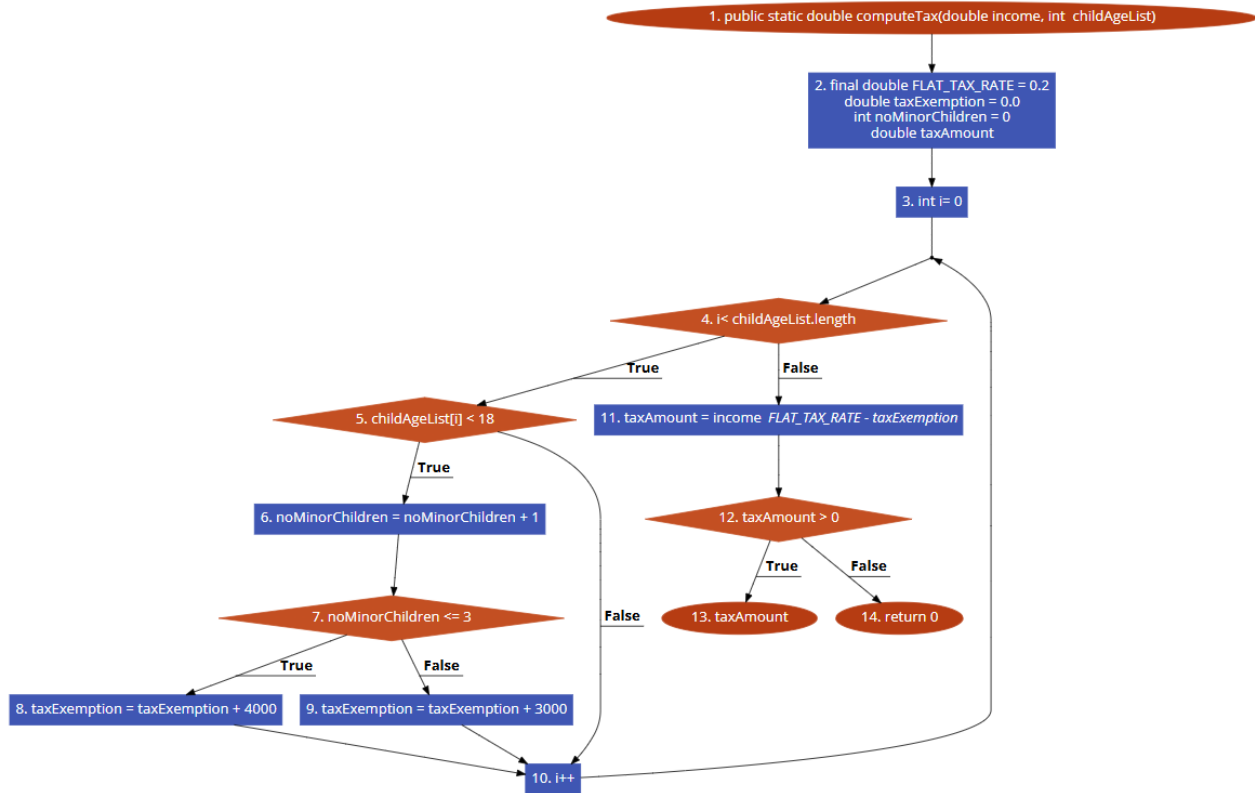 1. public static double computeTax(double income, int  childAgeList)
2. final double FLAT_TAX_RATE = 0.2
double taxExemption = 0.0
int noMinorChildren = 0
double taxAmount
3. int i= 0
4. i< childAgeList.length
True
False
5. childAgeList[i] < 18
11. taxAmount = income  FLAT_TAX_RATE - taxExemption
True
6. noMinorChildren = noMinorChildren + 1
12. taxAmount > 0
True
False
7. noMinorChildren <= 3
False
13. taxAmount
14. return 0
True
False
8. taxExemption = taxExemption + 4000
9. taxExemption = taxExemption + 3000
10. i++